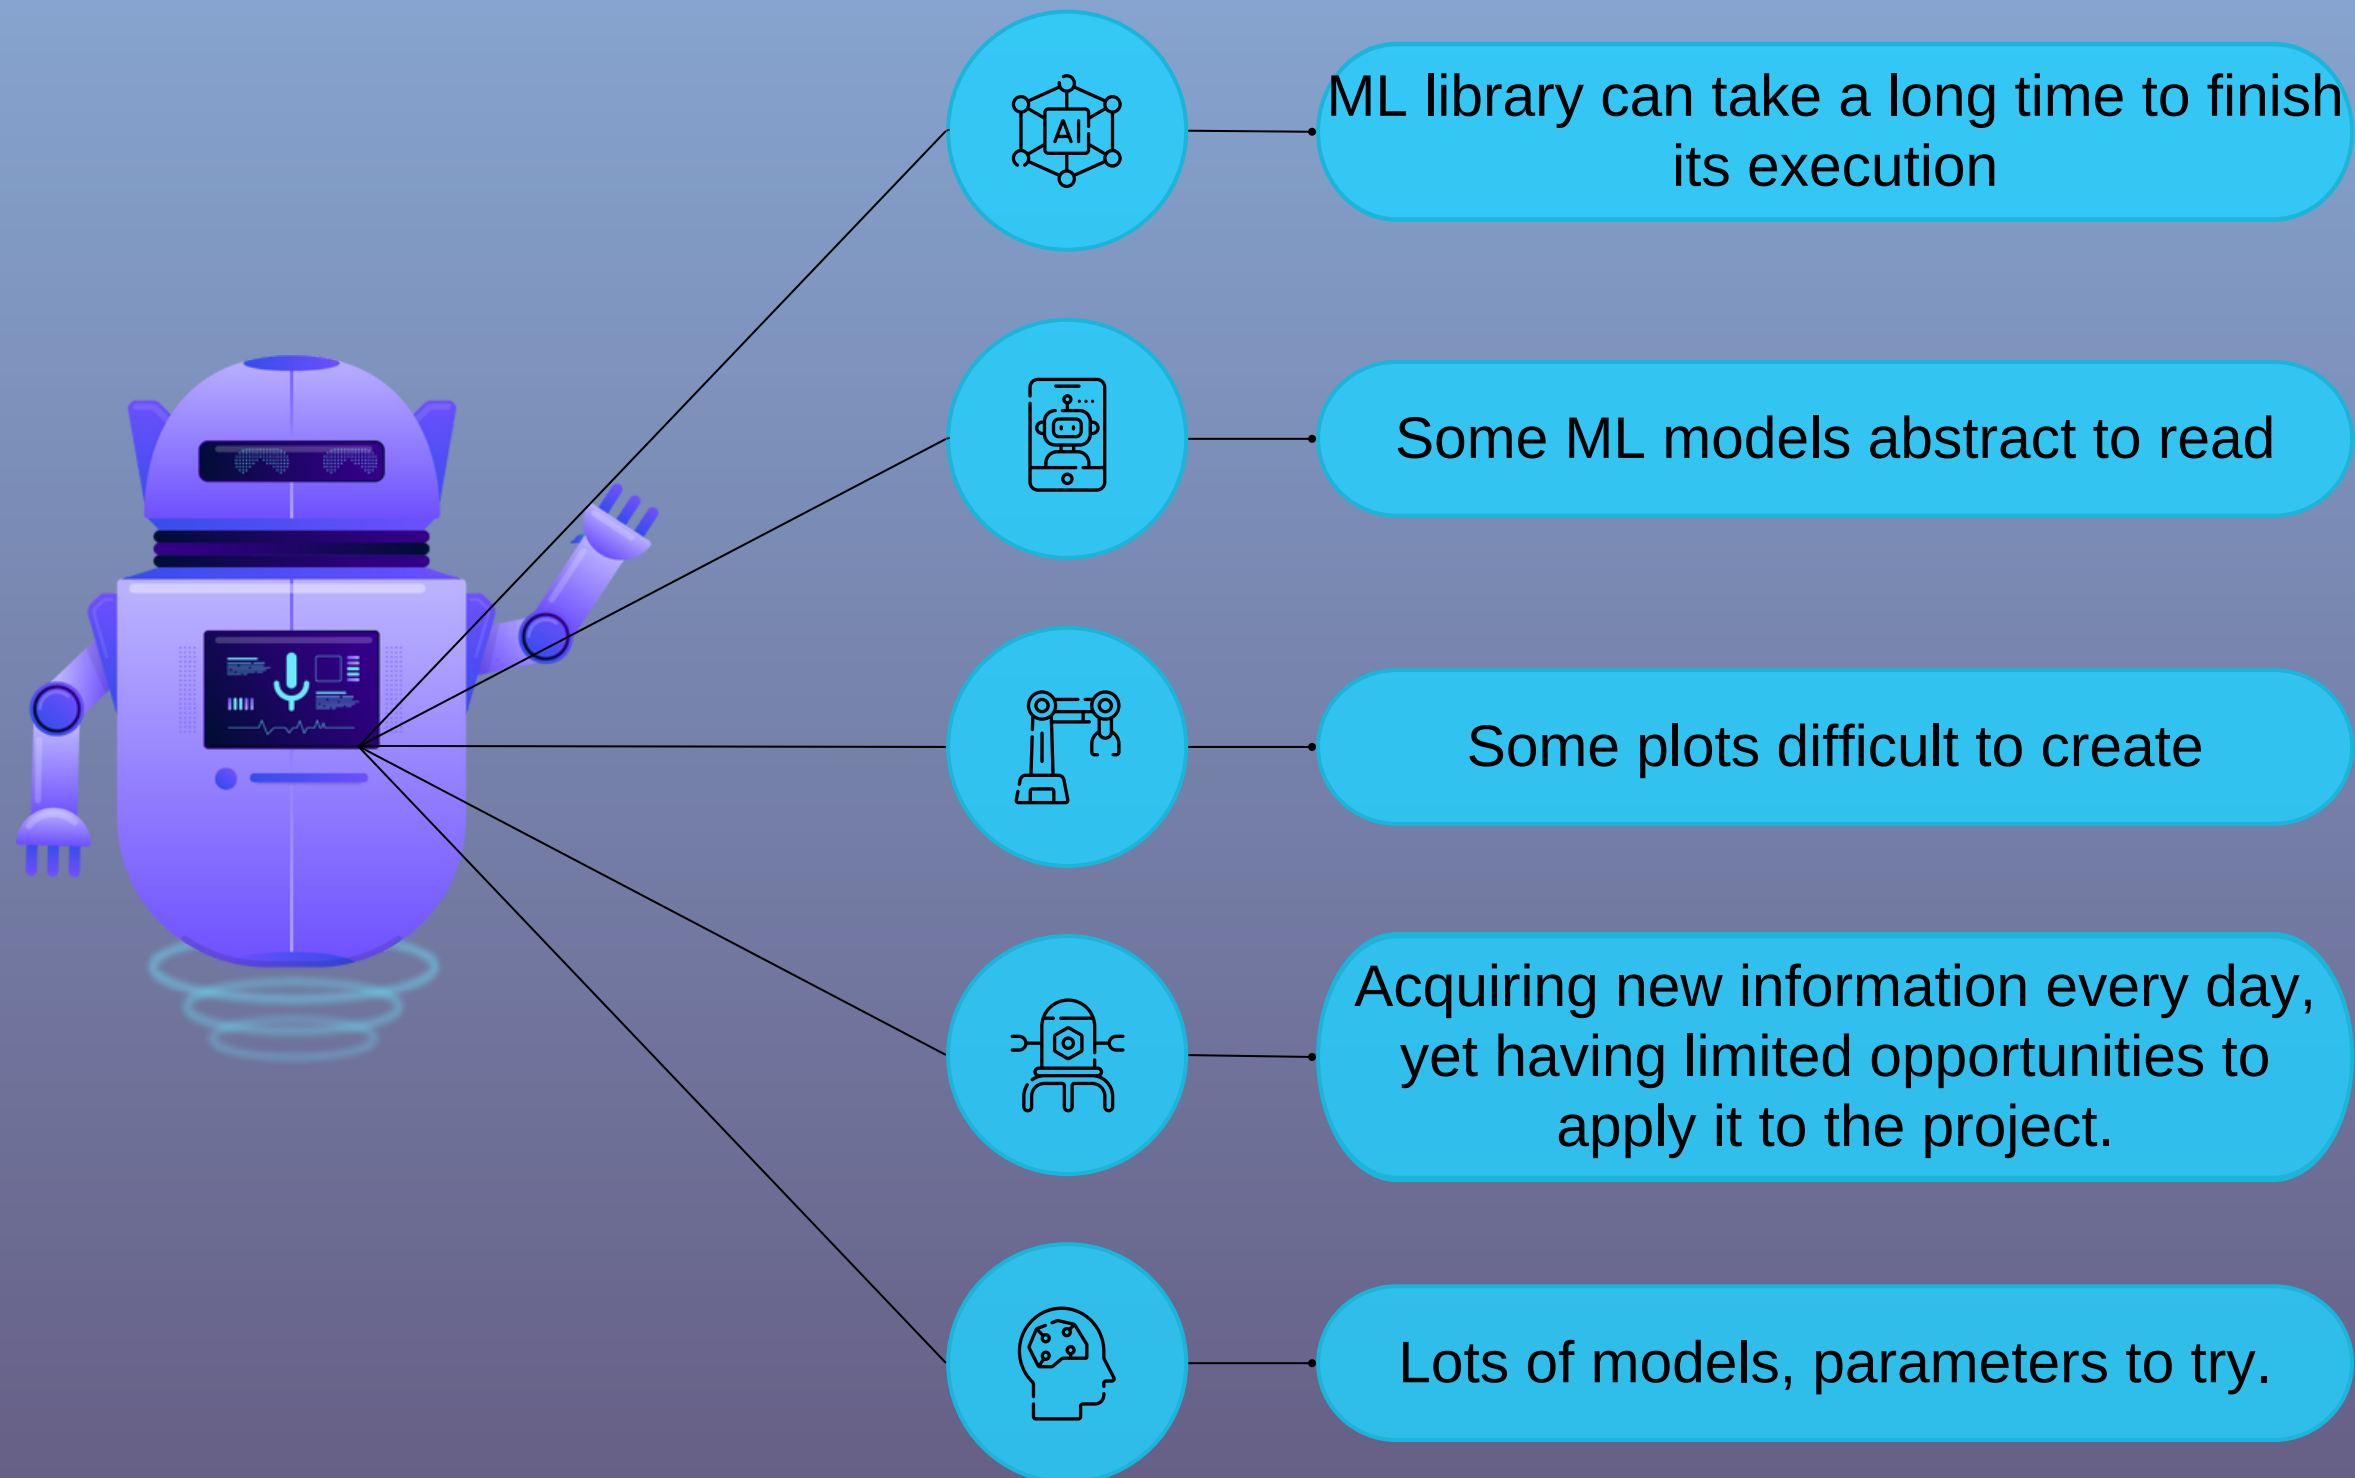 AI
ML library can take a long time to finish
its execution
Some ML models abstract to read
Some plots difficult to create
Acquiring new information every day,
yet having limited opportunities to
apply it to the project.
Lots of models, parameters to try.